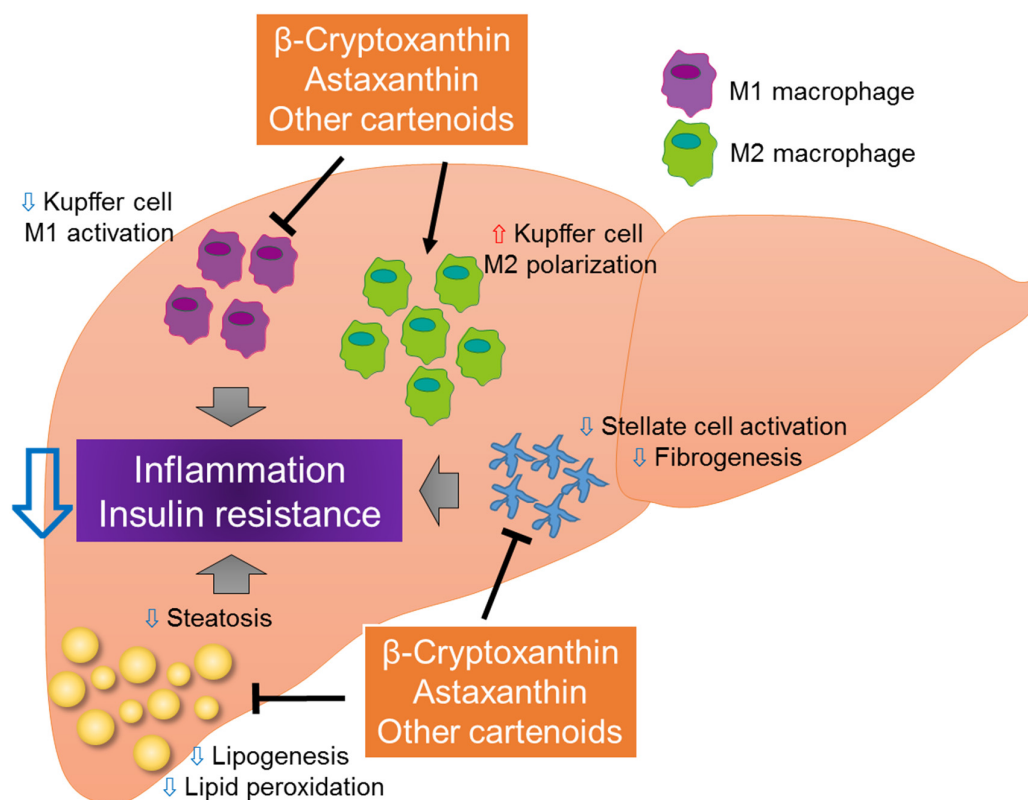 β-Cryptoxanthin
Astaxanthin
Other cartenoids
M1 macrophage
M2 macrophage
⇩ Kupffer cell
M1 activation
⇧ Kupffer cell
M2 polarization
⇩ Stellate cell activation
⇩ Fibrogenesis
Inflammation
Insulin resistance
⇩ Steatosis
β-Cryptoxanthin
Astaxanthin
Other cartenoids
⇩ Lipogenesis
⇩ Lipid peroxidation